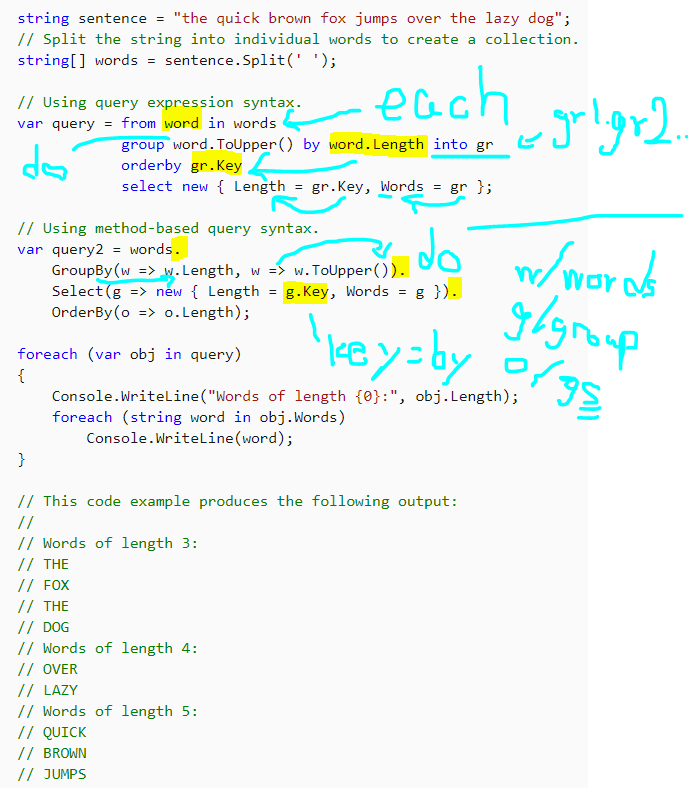 string sentence = "the quick brown fox jumps over the lazy dog";
// Split the string into individual words to create a collection.
string[] words = sentence.Split(' ');
// Using query expression syntax.
each
var query = from word in words
gr1.gr2..
group word.ToUpper() by word.Length into gr
do
orderby gr.Key
select new { Length = gr.Key, Words = gr };
// Using method-based query syntax.
var query2 = words.
do
GroupBy(w => w.Length, w => w.ToUpper()).
w/words
Select(g => new { Length = g.Key, Words = g }).
g/group
OrderBy(o => o.Length);
key=by
o/gs
foreach (var obj in query)
{
Console.WriteLine("Words of length {0}:", obj.Length);
foreach (string word in obj.Words)
Console.WriteLine(word);
}
// This code example produces the following output:
//
// Words of length 3:
// THE
// FOX
// THE
// DOG
// Words of length 4:
// OVER
// LAZY
// Words of length 5:
// QUICK
// BROWN
// JUMPS